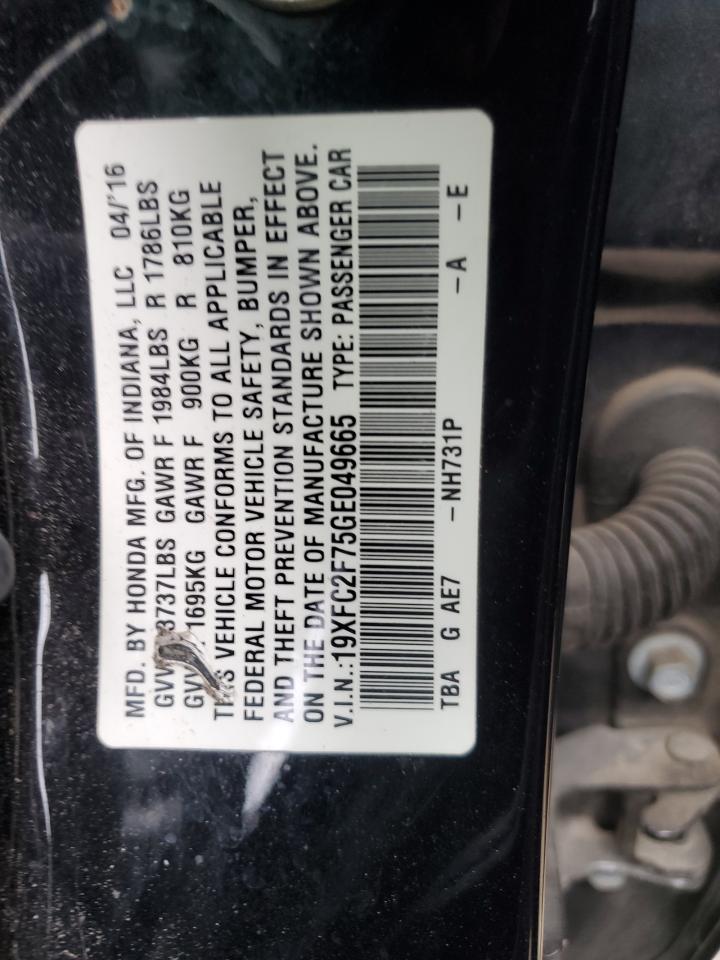 MFD. BY HONDA MFG. OF INDIANA, LLC 04/'16
3737LBS GAWR F 1984LBS R 1786LBS
1695KG GAWR F 900KG R 810KG
VEHICLE CONFORMS TO ALL APPLICABLE
FEDERAL MOTOR VEHICLE SAFETY, BUMPER,
AND THEFT PREVENTION STANDARDS IN EFFECT
ON THE DATE OF MANUFACTURE SHOWN ABOVE.
V.I.N.:19XFC2F75GE049665 TYPE: PASSENGER CAR
TBA G AE7 -NH731P -A -E